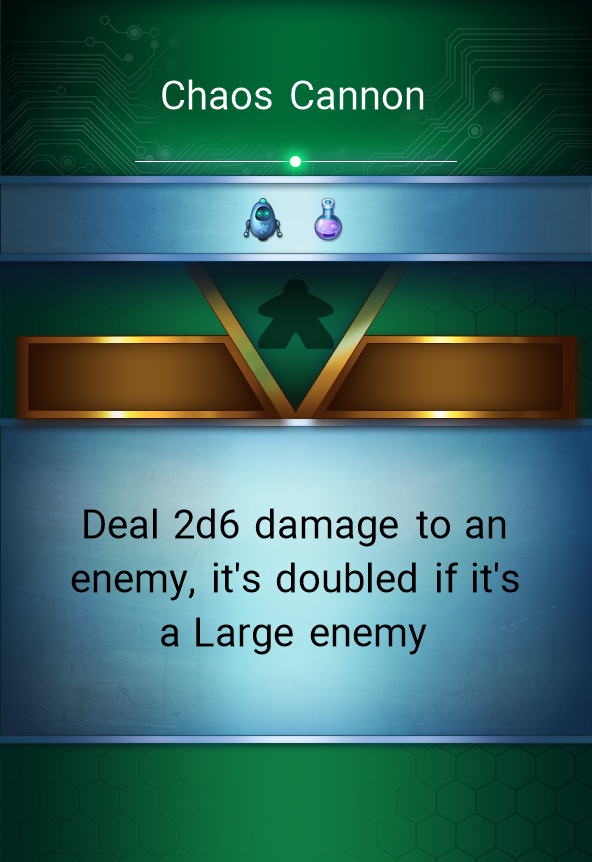 Chaos Cannon
Deal 2d6 damage to an
enemy, it's doubled if it's
a Large enemy